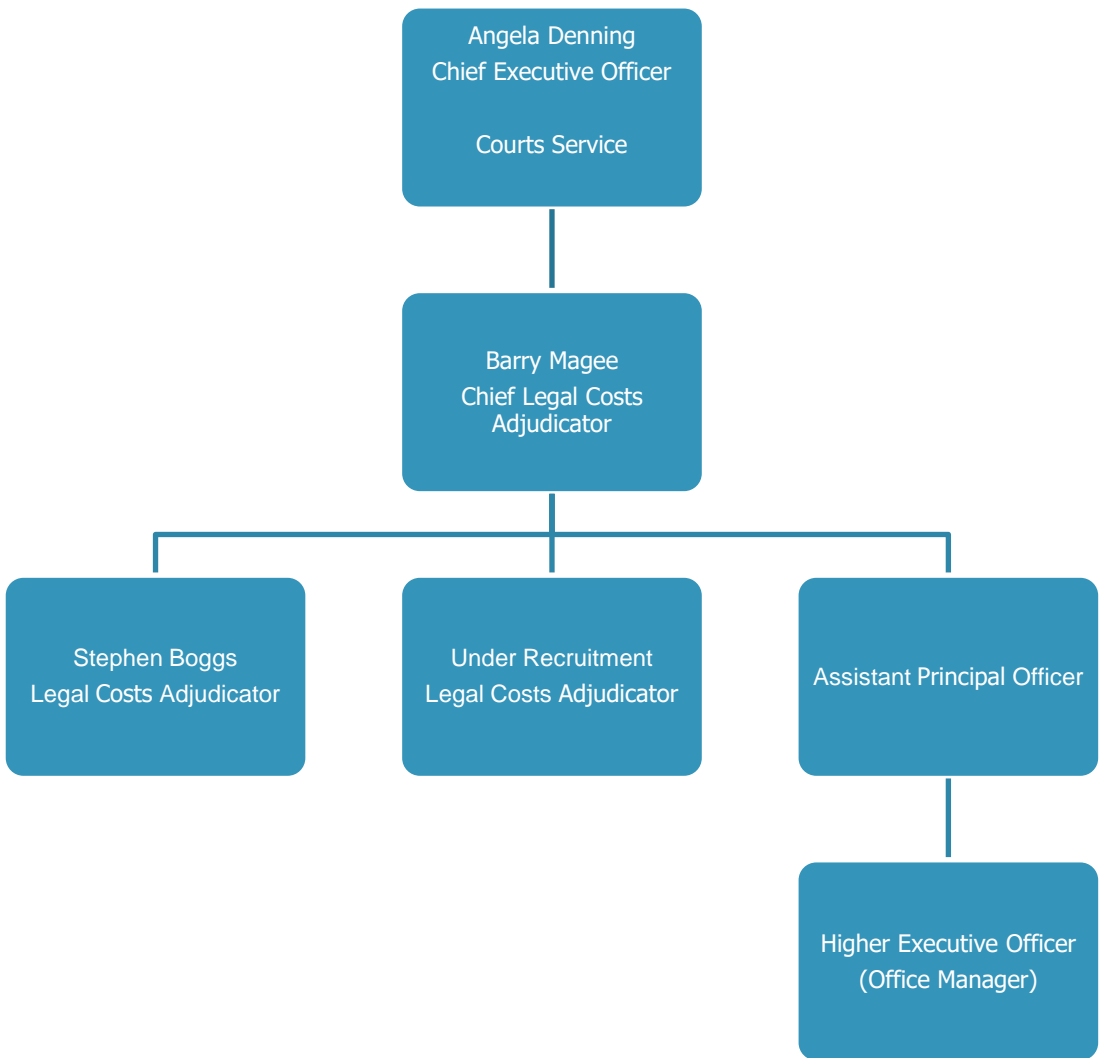 Angela Denning
Chief Executive Officer
Courts Service
Barry Magee
Chief Legal Costs
Adjudicator
Stephen Boggs
Legal Costs Adjudicator
Under Recruitment
Legal Costs Adjudicator
Assistant Principal Officer
Higher Executive Officer
(Office Manager)